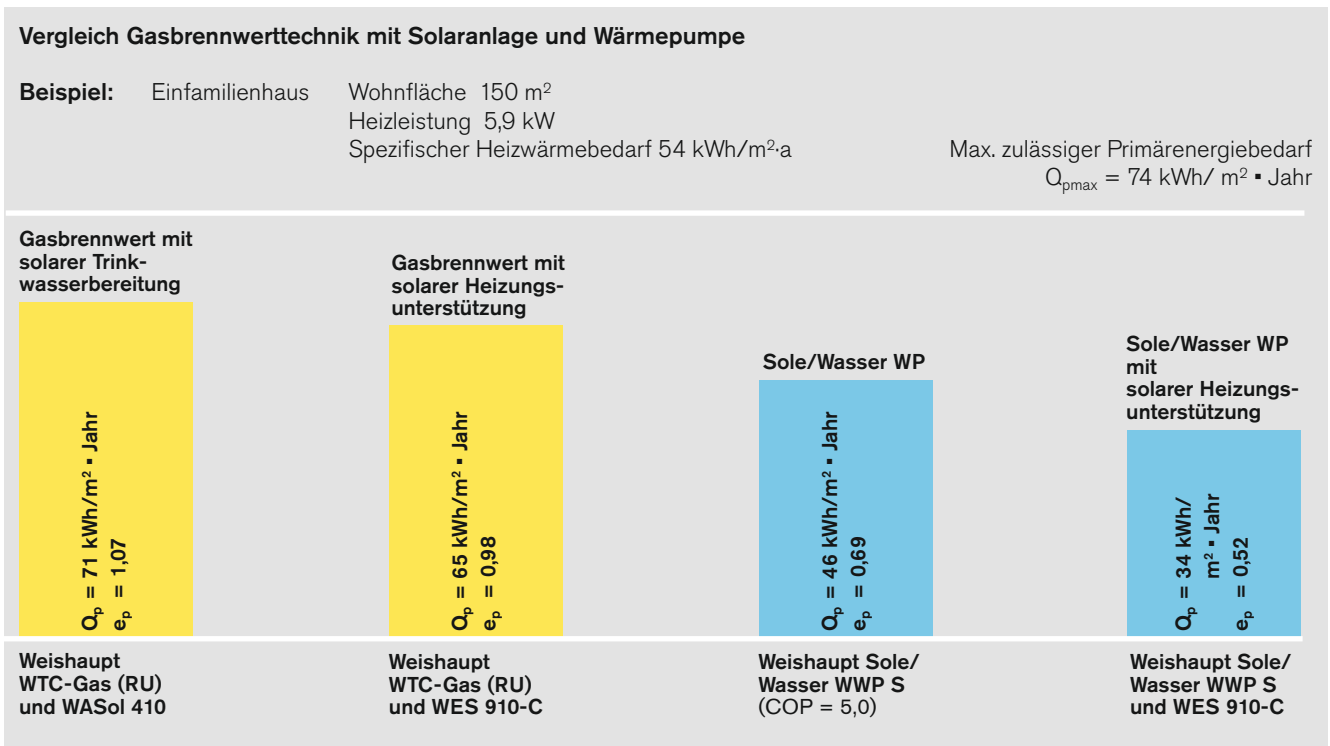 Vergleich Gasbrennwerttechnik mit Solaranlage und Wärmepumpe
Beispiel: Einfamilienhaus Wohnfläche 150 m²
Heizleistung 5,9 kW
Spezifischer Heizwärmebedarf 54 kWh/m²·a
Max. zulässiger Primärenergiebedarf
Qpmax = 74 kWh/ m² ▪ Jahr
Gasbrennwert mit
solarer Trink-
wasserbereitung
Qp = 71 kWh/m² ▪ Jahr
ep = 1,07
Weishaupt
WTC-Gas (RU)
und WASol 410
Gasbrennwert mit
solarer Heizungs-
unterstützung
Qp = 65 kWh/m² ▪ Jahr
ep = 0,98
Weishaupt
WTC-Gas (RU)
und WES 910-C
Sole/Wasser WP
Qp = 46 kWh/m² ▪ Jahr
ep = 0,69
Weishaupt Sole/
Wasser WWP S
(COP = 5,0)
Sole/Wasser WP
mit
solarer Heizungs-
unterstützung
Qp = 34 kWh/
m² ▪ Jahr
ep = 0,52
Weishaupt Sole/
Wasser WWP S
und WES 910-C